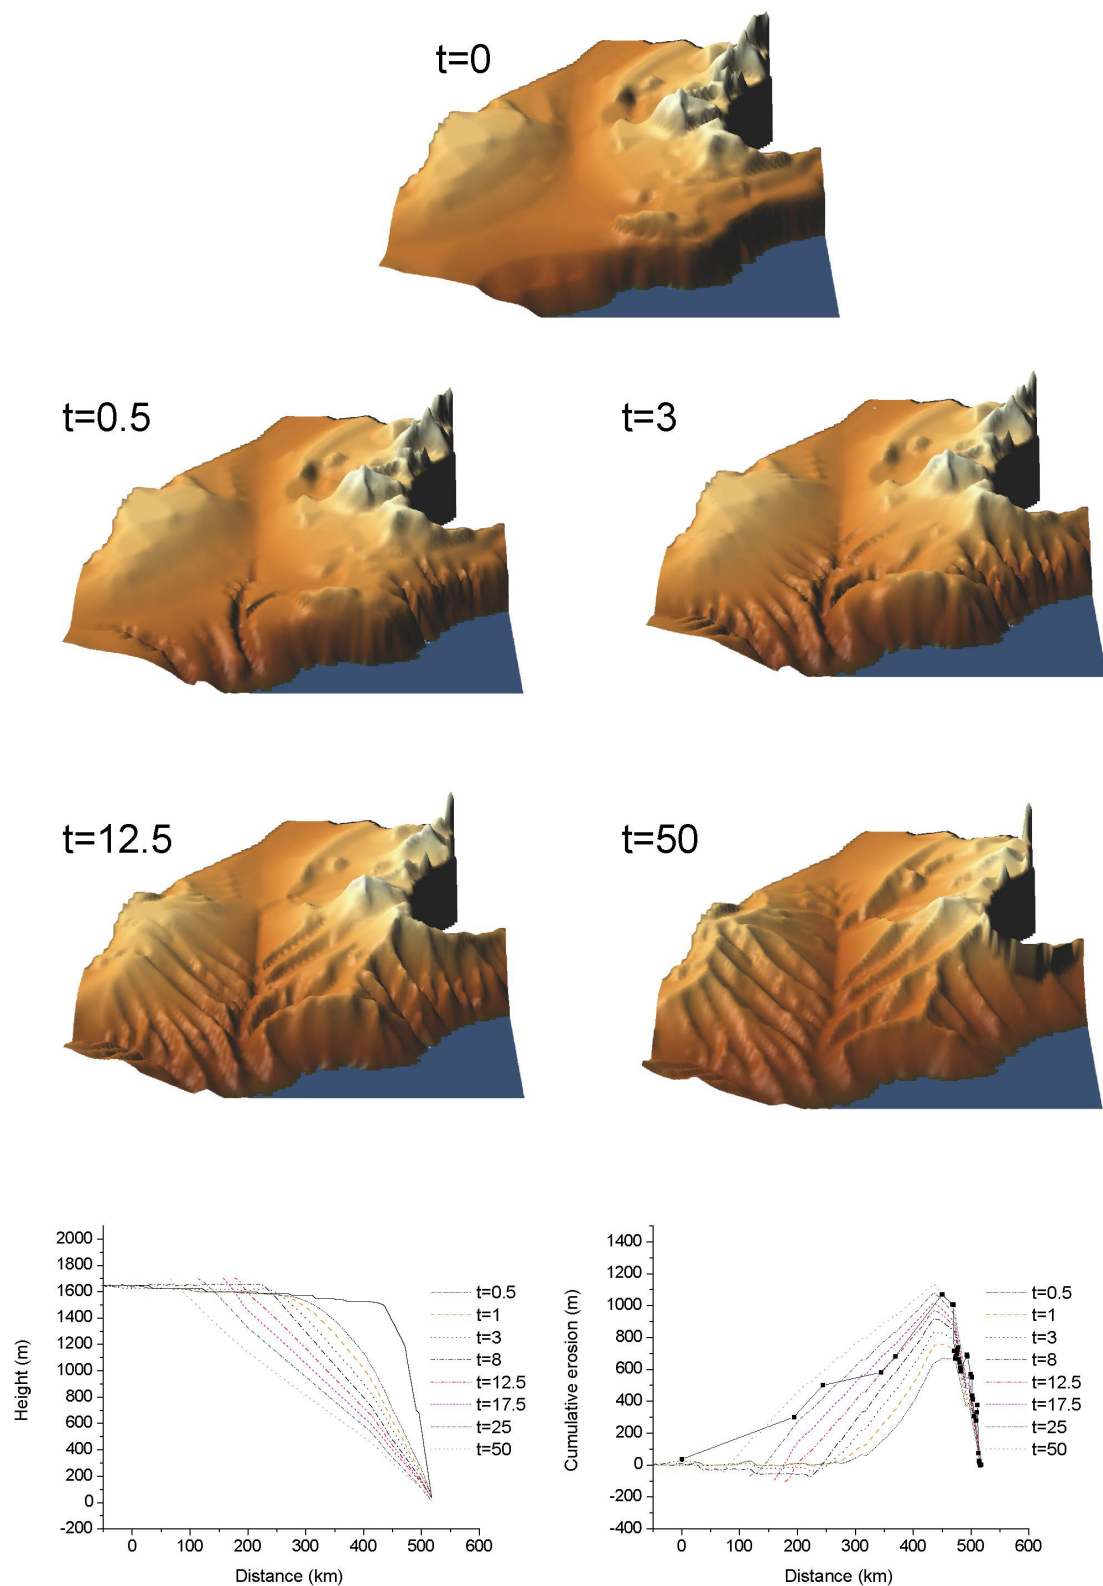 t=0
t=0.5
t=3
t=12.5
t=50
2000
1800
1600
1400
1200
1000
800
600
400
200
0
-200
Height (m)
0 100 200 300 400 500 600
Distance (km)
t=0.5
t=1
t=3
t=8
t=12.5
t=17.5
t=25
t=50
1400
1200
1000
800
600
400
200
0
-200
-400
Cumulative erosion (m)
0 100 200 300 400 500 600
Distance (km)
t=0.5
t=1
t=3
t=8
t=12.5
t=17.5
t=25
t=50